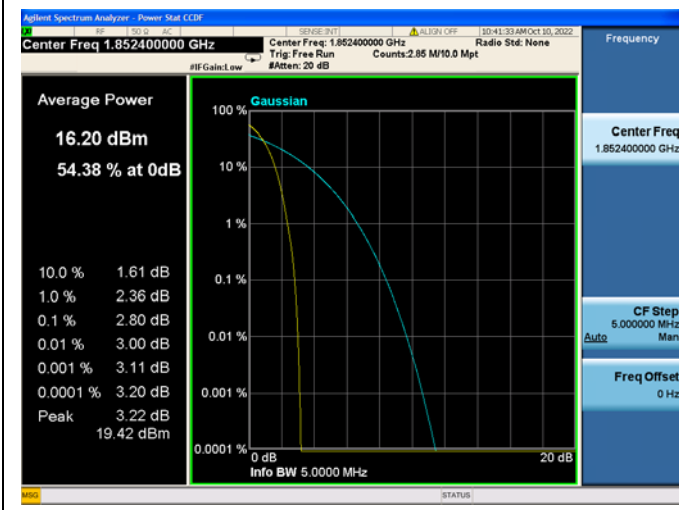 Agilent Spectrum Analyzer - Power Stat CCDF
RF 50 Ω AC SENSE:INT ALIGN OFF 10:41:33 AM Oct 10, 2022
Center Freq 1.852400000 GHz
Center Freq: 1.852400000 GHz Radio Std: None
Trig: Free Run Counts:2.85 M/10.0 Mpt
#IFGain:Low #Atten: 20 dB
Frequency
Average Power
16.20 dBm
54.38 % at 0dB
10.0 % 1.61 dB
1.0 % 2.36 dB
0.1 % 2.80 dB
0.01 % 3.00 dB
0.001 % 3.11 dB
0.0001 % 3.20 dB
Peak 3.22 dB
19.42 dBm
Gaussian
100 %
10 %
1 %
0.1 %
0.01 %
0.001 %
0.0001 %
0 dB 20 dB
Info BW 5.0000 MHz
Center Freq
1.852400000 GHz
CF Step
5.000000 MHz
Auto Man
Freq Offset
0 Hz
MSG STATUS